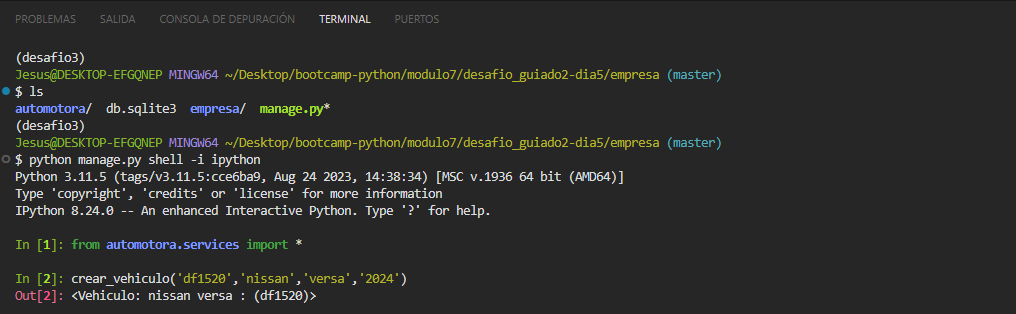 PROBLEMAS SALIDA CONSOLA DE DEPURACIÓN TERMINAL PUERTOS
(desafio3)
Jesus@DESKTOP-EFGQNEP MINGW64 ~/Desktop/bootcamp-python/modulo7/desafio_guiado2-dia5/empresa (master)
$ ls
automotora/ db.sqlite3 empresa/ manage.py*
(desafio3)
Jesus@DESKTOP-EFGQNEP MINGW64 ~/Desktop/bootcamp-python/modulo7/desafio_guiado2-dia5/empresa (master)
$ python manage.py shell -i ipython
Python 3.11.5 (tags/v3.11.5:cce6ba9, Aug 24 2023, 14:38:34) [MSC v.1936 64 bit (AMD64)]
Type 'copyright', 'credits' or 'license' for more information
IPython 8.24.0 -- An enhanced Interactive Python. Type '?' for help.
In [1]: from automotora.services import *
In [2]: crear_vehiculo('df1520','nissan','versa','2024')
Out[2]: <Vehiculo: nissan versa : (df1520)>